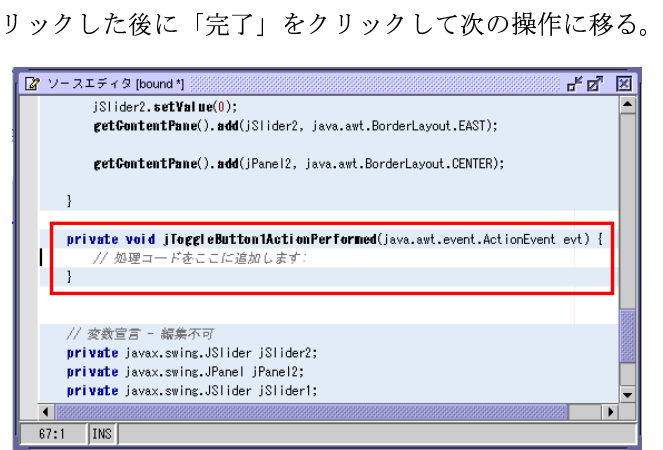 リックした後に「完了」をクリックして次の操作に移る。
ソースエディタ [bound *]
jSlider2.setValue(0);
getContentPane().add(jSlider2, java.awt.BorderLayout.EAST);
getContentPane().add(jPanel2, java.awt.BorderLayout.CENTER);
}
private void jToggleButton1ActionPerformed(java.awt.event.ActionEvent evt) {
// 処理コードをここに追加します:
}
// 変数宣言 - 編集不可
private javax.swing.JSlider jSlider2;
private javax.swing.JPanel jPanel2;
private javax.swing.JSlider jSlider1;
67:1 INS